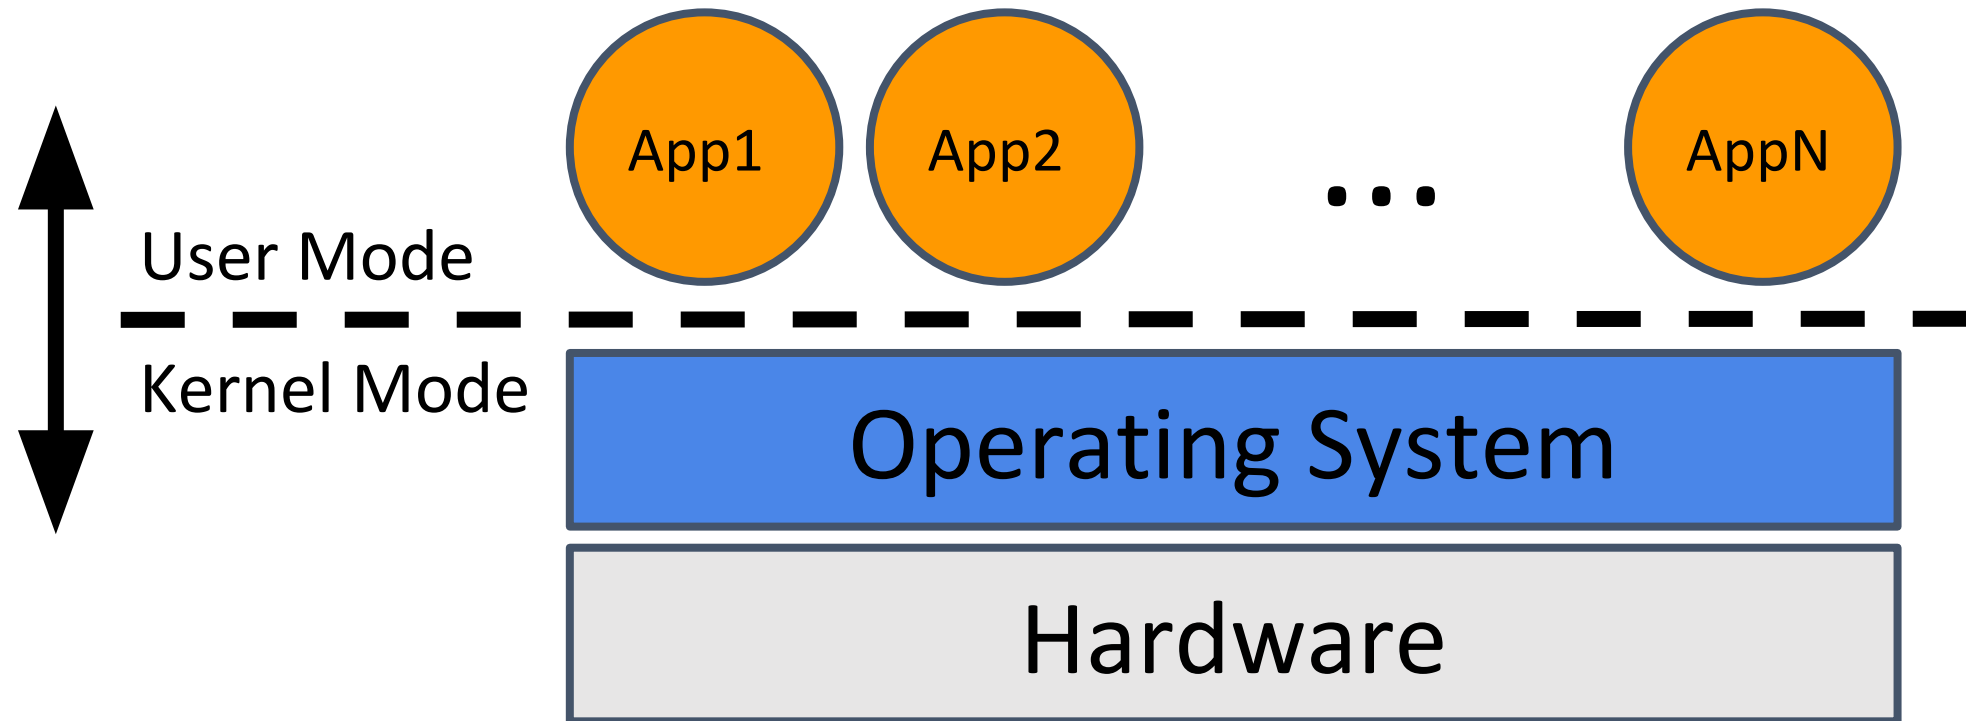 App1
App2
...
AppN
User Mode
Kernel Mode
Operating System
Hardware